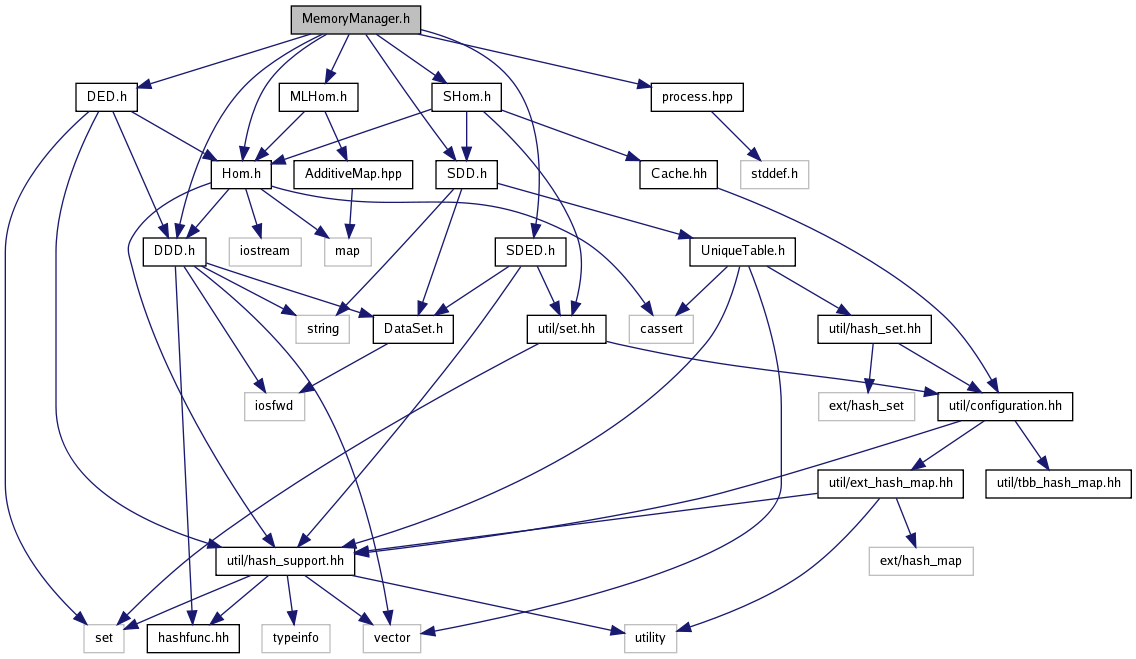 MemoryManager.h
DED.h
MLHom.h
SHom.h
process.hpp
Hom.h
AdditiveMap.hpp
SDD.h
Cache.hh
stddef.h
DDD.h
iostream
map
SDED.h
UniqueTable.h
string
DataSet.h
util/set.hh
cassert
util/hash_set.hh
iosfwd
ext/hash_set
util/configuration.hh
util/ext_hash_map.hh
util/tbb_hash_map.hh
util/hash_support.hh
ext/hash_map
set
hashfunc.hh
typeinfo
vector
utility